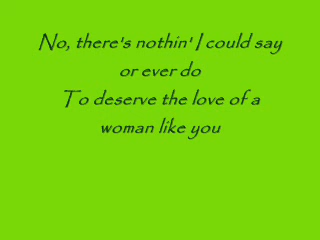 No, there's nothin' I could say
or ever do
To deserve the love of a
woman like you